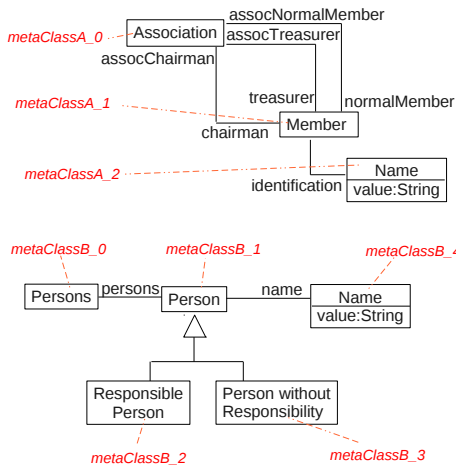 assocNormalMember
metaClassA_0
Association
assocTreasurer
assocChairman
metaClassA_1
treasurer
normalMember
chairman
Member
metaClassA_2
identification
Name
value:String
metaClassB_0
metaClassB_1
metaClassB_4
Persons
persons
Person
name
Name
value:String
Responsible
Person
Person without
Responsibility
metaClassB_2
metaClassB_3